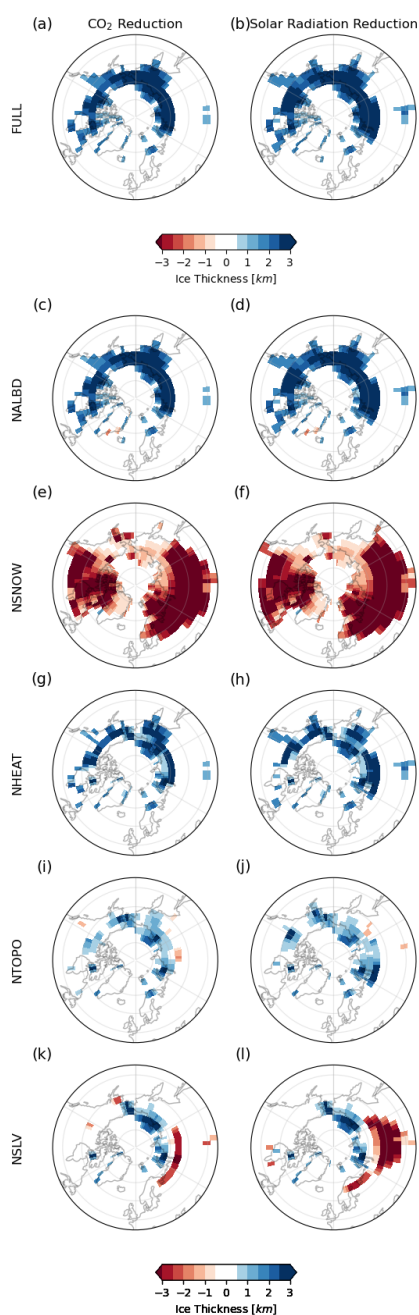 (a) CO₂ Reduction (b) Solar Radiation Reduction
FULL
−3 −2 −1 0 1 2 3
Ice Thickness [km]
(c) (d)
NALBD
(e) (f)
NSNOW
(g) (h)
NHEAT
(i) (j)
NTOPO
(k) (l)
NSLV
−3 −2 −1 0 1 2 3
Ice Thickness [km]